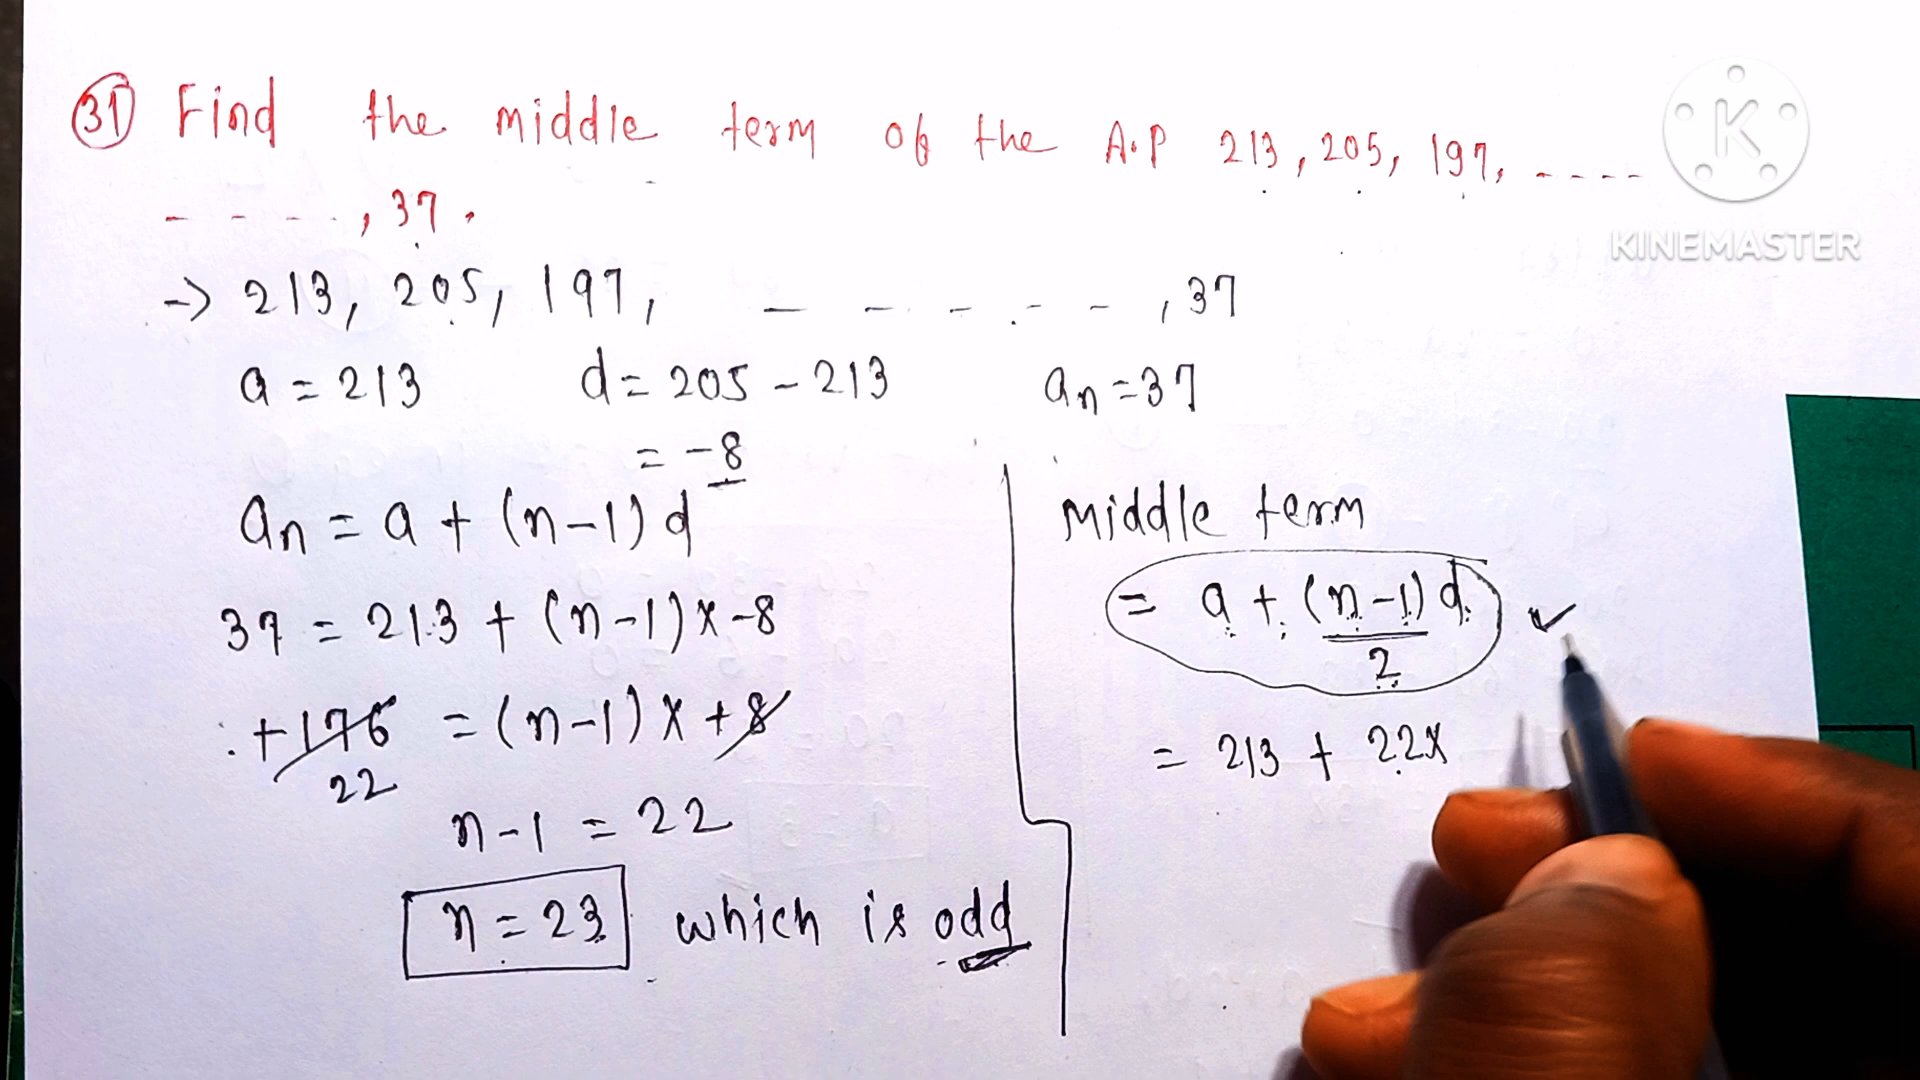 31 Find the middle term of the A.P 213, 205, 197, ----
- - - -, 37.
→ 213, 205, 197, - - - - - -, 37
a = 213 d = 205 - 213 an = 37
= -8
an = a + (n-1)d
37 = 213 + (n-1)x-8
+176 = (n-1)x+8
22
n-1 = 22
n = 23 which is odd
Middle term
= a + (n-1)d ✓
2
= 213 + 22x
K
KINEMASTER